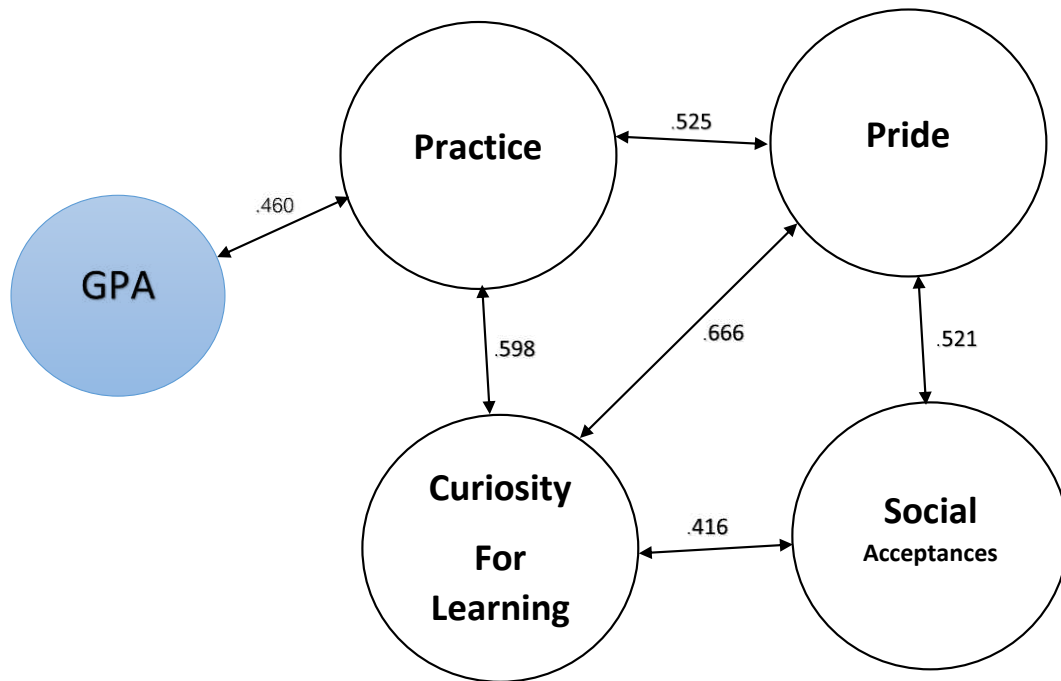 Practice
.525
Pride
.460
GPA
.598
.666
.521
Curiosity
For
Learning
.416
Social
Acceptances